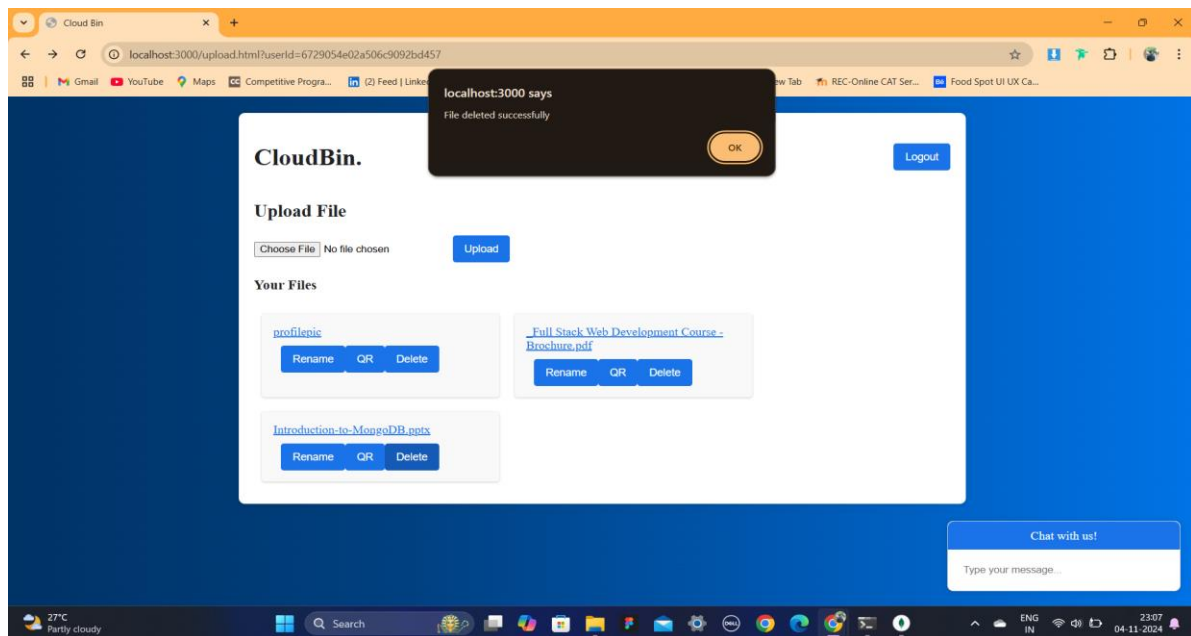 Cloud Bin
localhost:3000/upload.html?userId=6729054e02a506c9092bd457
Gmail YouTube Maps Competitive Progra... (2) Feed | Linke ew Tab REC-Online CAT Ser... Food Spot UI UX Ca...
localhost:3000 says
File deleted successfully
OK
CloudBin.
Logout
Upload File
Choose File No file chosen Upload
Your Files
profilepic
Rename QR Delete
_Full Stack Web Development Course -
Brochure.pdf
Rename QR Delete
Introduction-to-MongoDB.pptx
Rename QR Delete
Chat with us!
Type your message...
27°C
Partly cloudy
Search
ENG
IN
23:07
04-11-2024